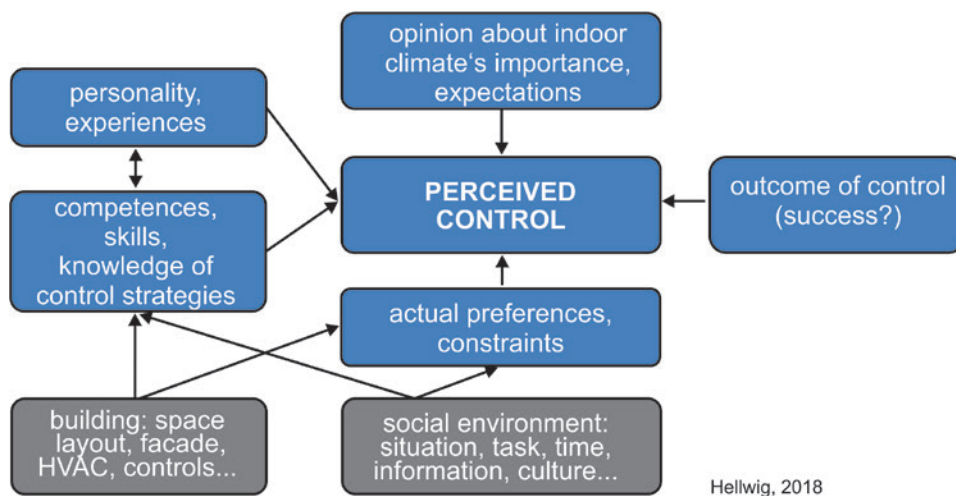 opinion about indoor
climate‘s importance,
expectations
personality,
experiences
PERCEIVED
CONTROL
outcome of control
(success?)
competences,
skills,
knowledge of
control strategies
actual preferences,
constraints
building: space
layout, facade,
HVAC, controls...
social environment:
situation, task, time,
information, culture...
Hellwig, 2018